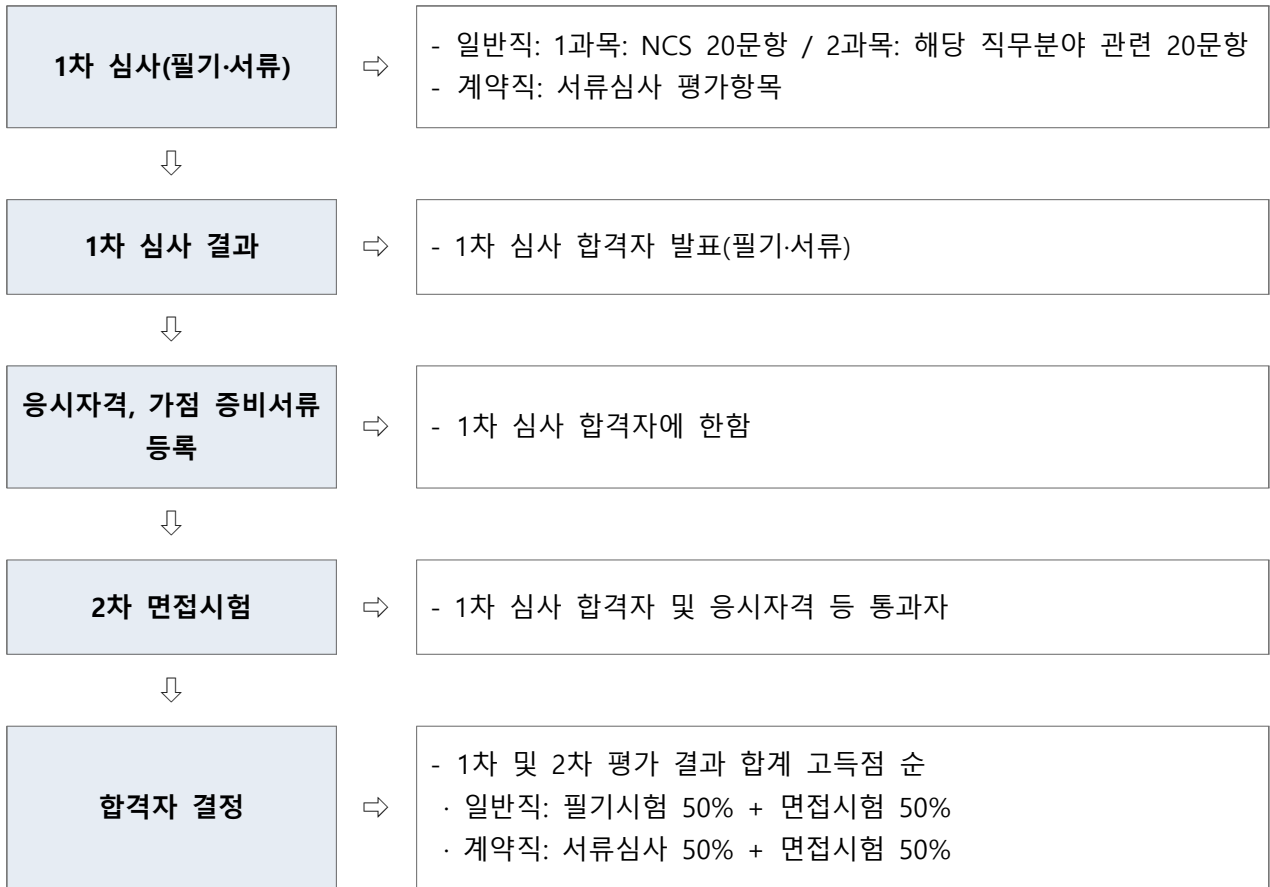 1차 심사(필기·서류)
⇨
- 일반직: 1과목: NCS 20문항 / 2과목: 해당 직무분야 관련 20문항
- 계약직: 서류심사 평가항목
⇩
1차 심사 결과
⇨
- 1차 심사 합격자 발표(필기·서류)
⇩
응시자격, 가점 증비서류
등록
⇨
- 1차 심사 합격자에 한함
⇩
2차 면접시험
⇨
- 1차 심사 합격자 및 응시자격 등 통과자
⇩
합격자 결정
⇨
- 1차 및 2차 평가 결과 합계 고득점 순
· 일반직: 필기시험 50% + 면접시험 50%
· 계약직: 서류심사 50% + 면접시험 50%